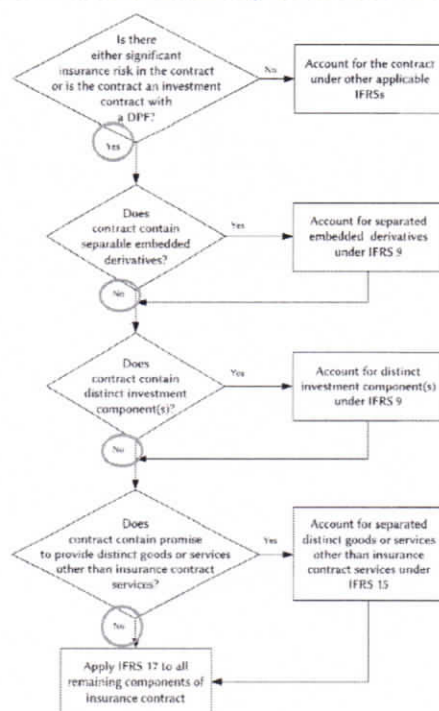 Is there
either significant
insurance risk in the contract
or is the contract an investment
contract with
a DPF?
No
Account for the contract
under other applicable
IFRSs
Yes
Does
contract contain
separable embedded
derivatives?
Yes
Account for separated
embedded derivatives
under IFRS 9
No
Does
contract contain
distinct investment
component(s)?
Yes
Account for distinct
investment component(s)
under IFRS 9
No
Does
contract contain promise
to provide distinct goods or services
other than insurance contract
services?
Yes
Account for separated
distinct goods or services
other than insurance
contract services under
IFRS 15
No
Apply IFRS 17 to all
remaining components of
insurance contract